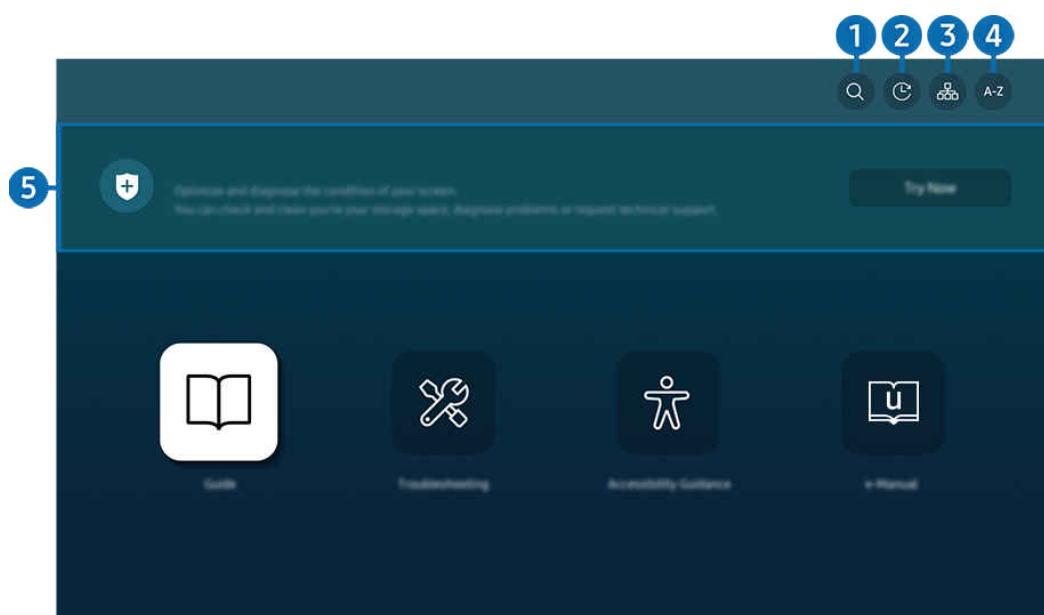 1 2 3 4
A-Z
5
Optimize and diagnose the condition of your screen.
Try Now
You can check and clean you're your storage space, diagnose problems or request technical support.
u
Guide Troubleshooting Accessibility Guidance e-Manual